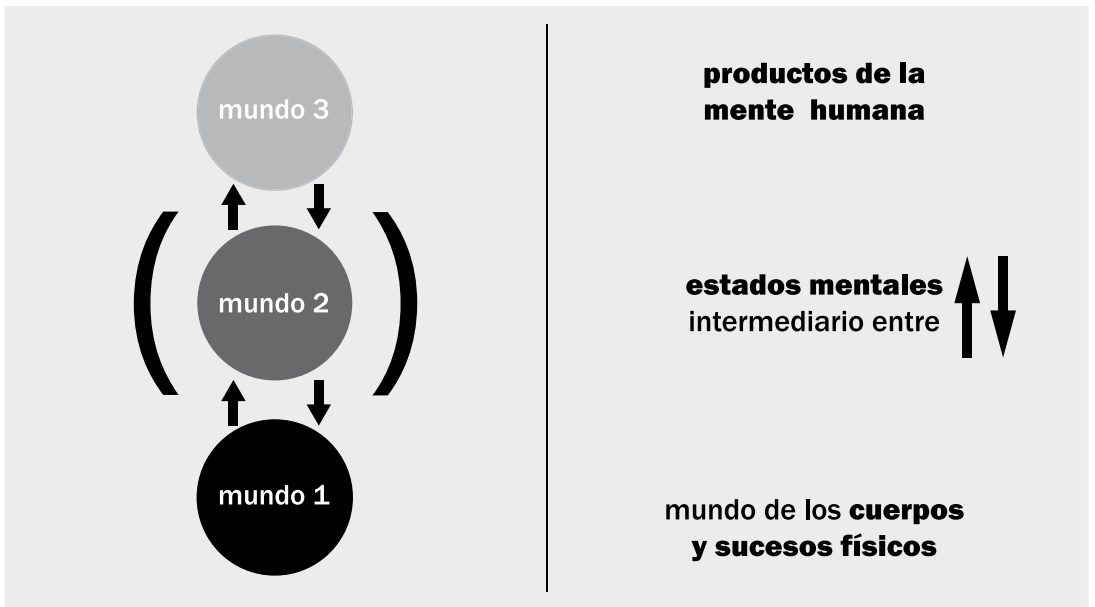 mundo 3
productos de la
mente humana
mundo 2
estados mentales
intermediario entre
mundo 1
mundo de los cuerpos
y sucesos físicos